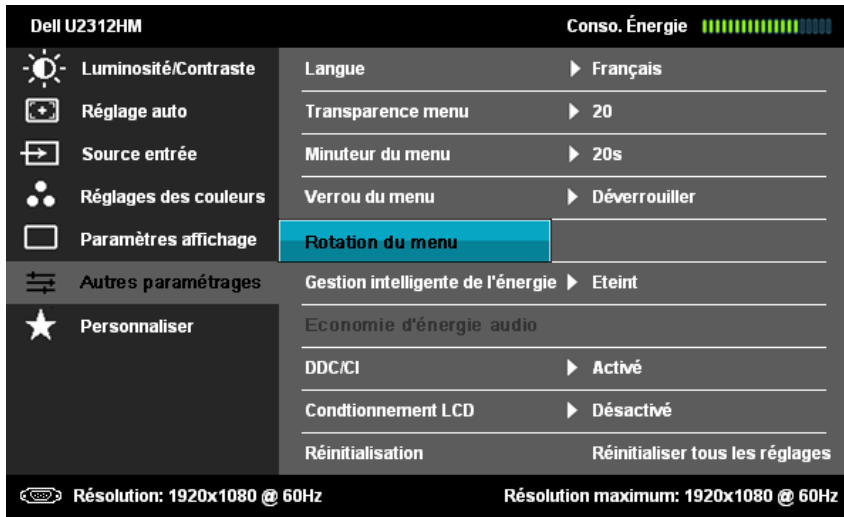 Dell U2312HM Conso. Énergie
Luminosité/Contraste Langue Français
Réglage auto Transparence menu 20
Source entrée Minuteur du menu 20s
Réglages des couleurs Verrou du menu Déverrouiller
Paramètres affichage Rotation du menu
Autres paramétrages Gestion intelligente de l'énergie Eteint
Personnaliser Economie d'énergie audio
DDC/CI Activé
Condtionnement LCD Désactivé
Réinitialisation Réinitialiser tous les réglages
Résolution: 1920x1080 @ 60Hz Résolution maximum: 1920x1080 @ 60Hz